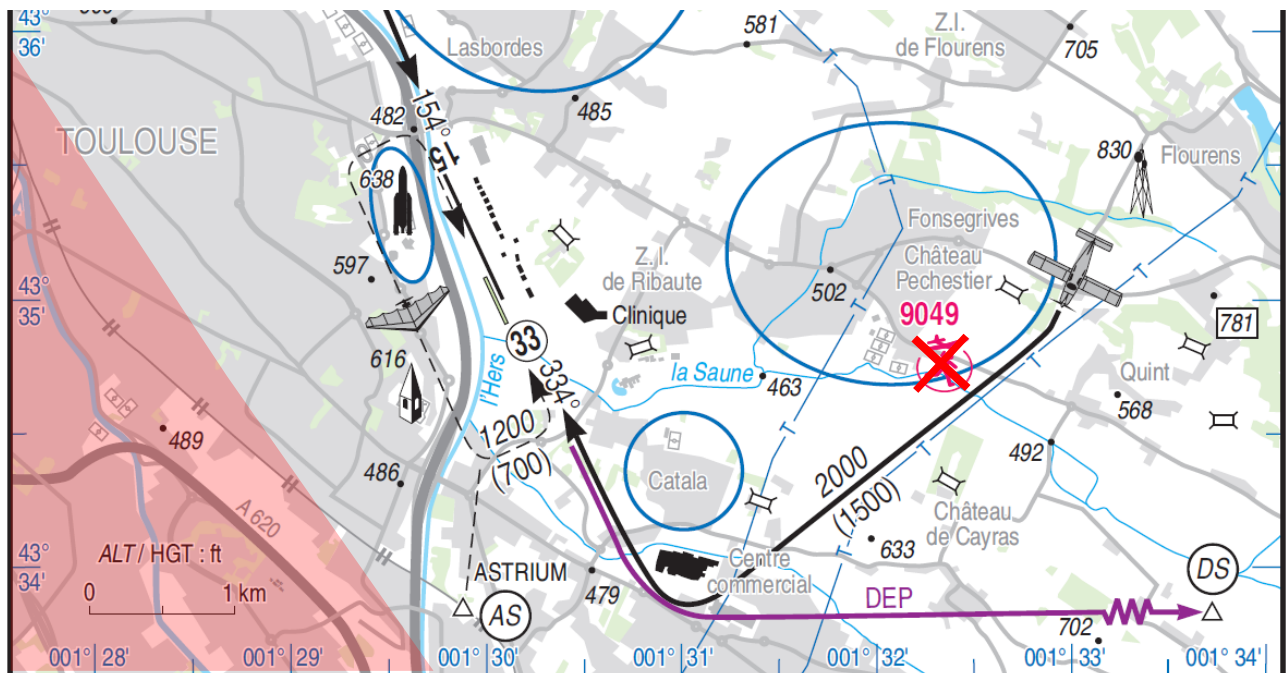 43°
36'
Lasbordes
581
Z.I.
de Flourens
705
485
482
154°
15
TOULOUSE
638
830
Flourens
Fonsegrives
Château
Pechestier
Z. I.
de Ribaute
597
502
43°
35'
Clinique
9049
781
33
616
334°
la Saune
463
Quint
568
l'Hers
1200
(700)
489
486
Catala
2000
(1500)
492
Château
de Cayras
A 620
633
43°
34'
ALT / HGT : ft
0
1 km
ASTRIUM
AS
479
Centre
commercial
DEP
DS
702
001° 28'
001° 29'
001° 30'
001° 31'
001° 32'
001° 33'
001° 34'
T
T
T
T
T
T
T
T
T
T